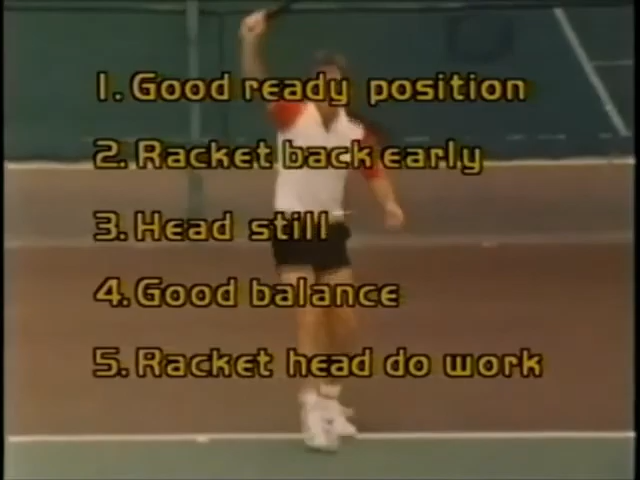 1. Good ready position
2. Racket back early
3. Head still
4. Good balance
5. Racket head do work